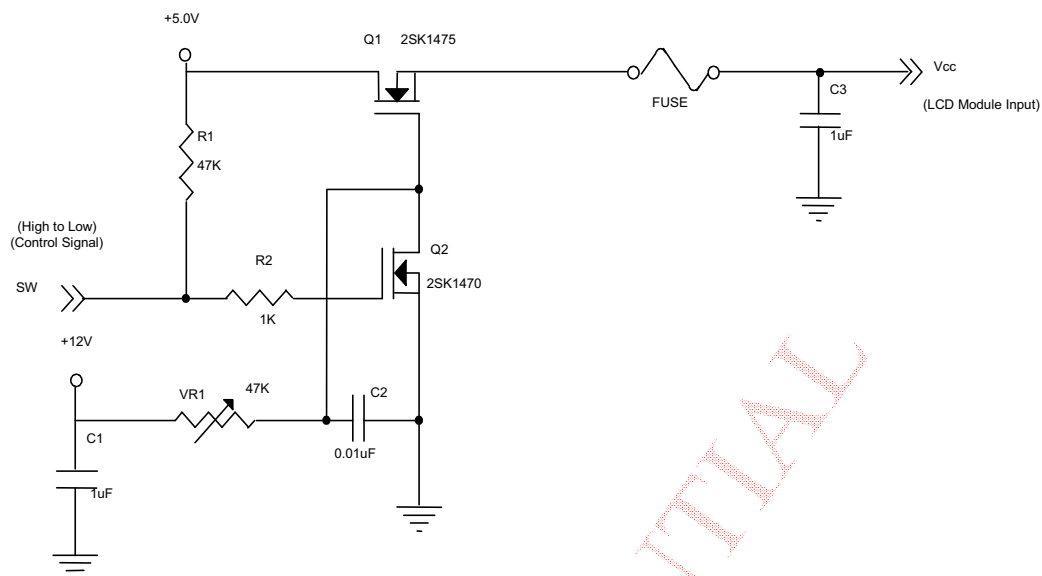 +5.0V
Q1 2SK1475
FUSE
Vcc
(LCD Module Input)
C3
1uF
R1
47K
(High to Low)
(Control Signal)
SW
R2
1K
Q2
2SK1470
+12V
VR1
47K
C2
0.01uF
C1
1uF